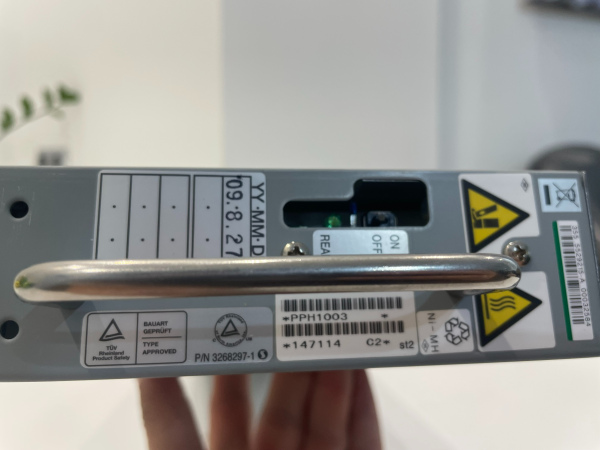 YY·MM·D
'09.8.27
ON
OFF
REA
TÜV
Rheinland
Product Safety
BAUART
GEPRÜFT
TYPE
APPROVED
P/N 3268297-1
*PPH1003 *
*147114 C2*
st2
Ni-MH